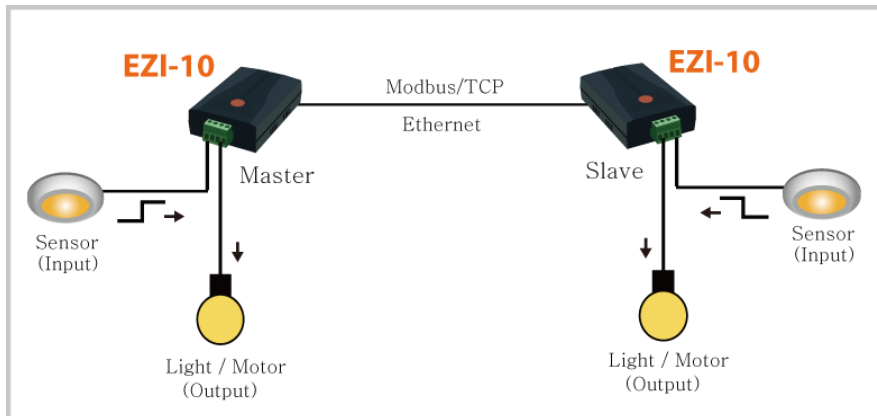 EZI-10
EZI-10
Modbus/TCP
Ethernet
Master
Slave
Sensor
(Input)
Sensor
(Input)
Light / Motor
(Output)
Light / Motor
(Output)